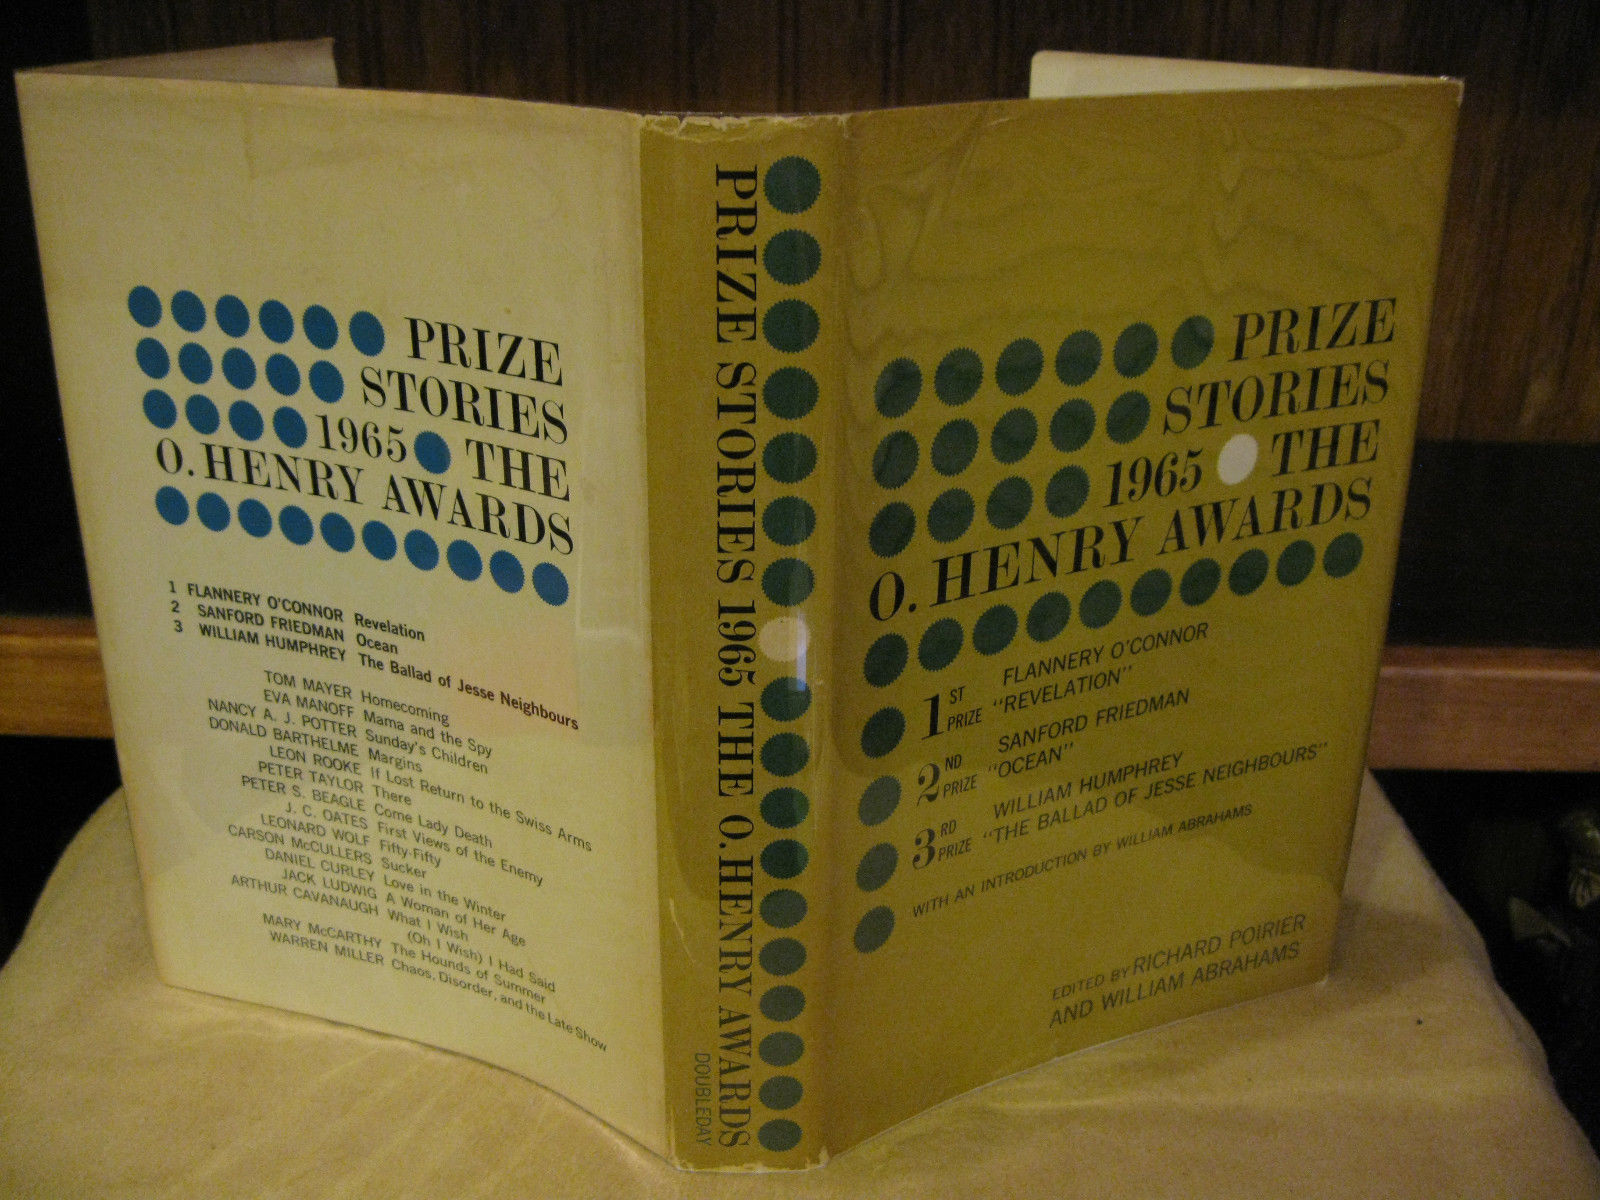 PRIZE
STORIES
1965 THE
O. HENRY AWARDS
1 FLANNERY O'CONNOR Revelation
2 SANFORD FRIEDMAN Ocean
3 WILLIAM HUMPHREY The Ballad of Jesse Neighbours
TOM MAYER Homecoming
EVA MANOFF Mama and the Spy
NANCY A. J. POTTER Sunday's Children
DONALD BARTHELME Margins
LEON ROOKE If Lost Return to the Swiss Arms
PETER TAYLOR There
PETER S. BEAGLE Come Lady Death
J. C. OATES First Views of the Enemy
LEONARD WOLF Fifty-Fifty
CARSON McCULLERS Sucker
DANIEL CURLEY Love in the Winter
JACK LUDWIG A Woman of Her Age
ARTHUR CAVANAUGH What I Wish
(Oh I Wish) I Had Said
MARY McCARTHY The Hounds of Summer
WARREN MILLER Chaos, Disorder, and the Late Show
PRIZE STORIES 1965 THE O. HENRY AWARDS
DOUBLEDAY
PRIZE
STORIES
1965 THE
O. HENRY AWARDS
1ST PRIZE FLANNERY O'CONNOR
"REVELATION"
2ND PRIZE SANFORD FRIEDMAN
"OCEAN"
3RD PRIZE WILLIAM HUMPHREY
"THE BALLAD OF JESSE NEIGHBOURS"
WITH AN INTRODUCTION BY WILLIAM ABRAHAMS
EDITED BY RICHARD POIRIER
AND WILLIAM ABRAHAMS